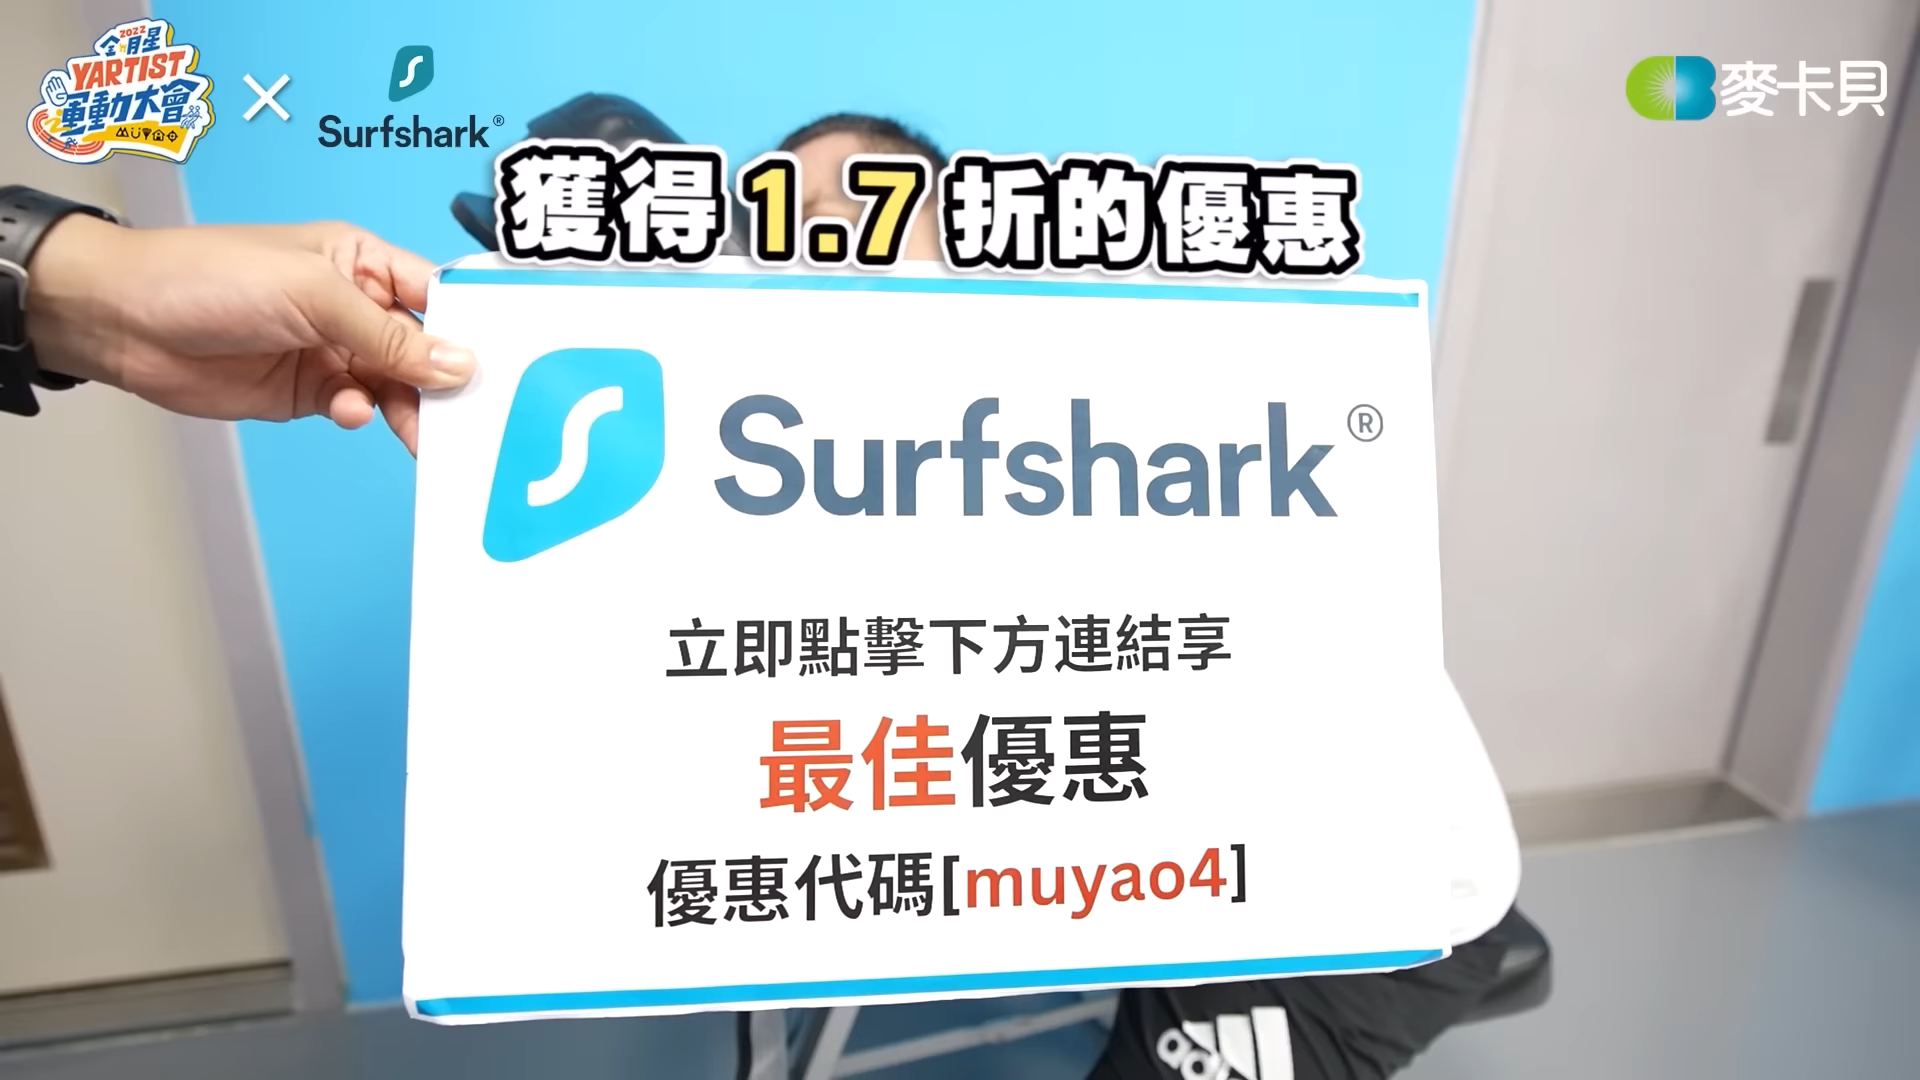 2022
全明星
YARTIST
運動大會
×
Surfshark®
麥卡貝
獲得1.7折的優惠
Surfshark®
立即點擊下方連結享
最佳優惠
優惠代碼[muyao4]
adi